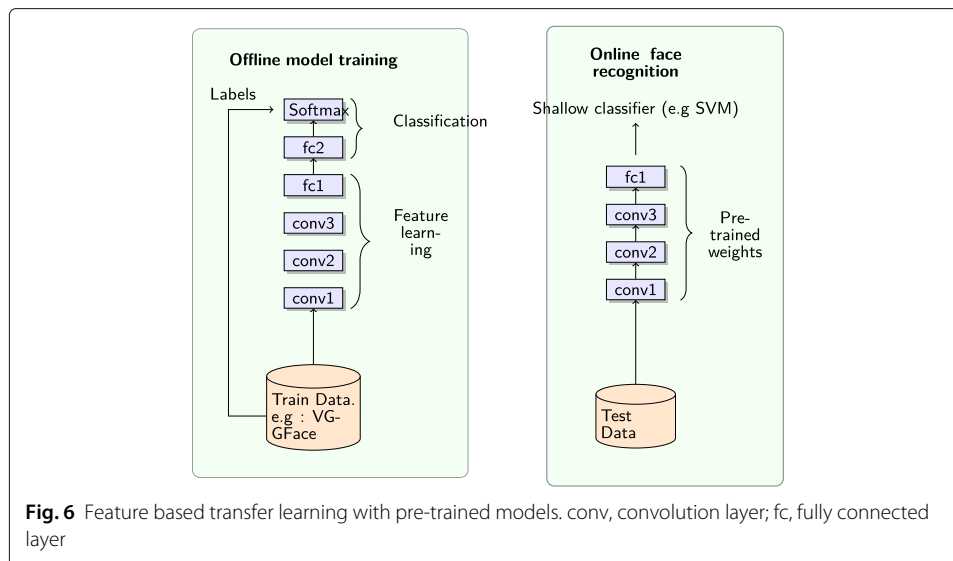 Offline model training
Labels
Softmax
Classification
fc2
fc1
conv3
Feature
learn-
ing
conv2
conv1
Train Data.
e.g : VG-
GFace
Online face
recognition
Shallow classifier (e.g SVM)
fc1
conv3
Pre-
trained
weights
conv2
conv1
Test
Data
Fig. 6 Feature based transfer learning with pre-trained models. conv, convolution layer; fc, fully connected
layer